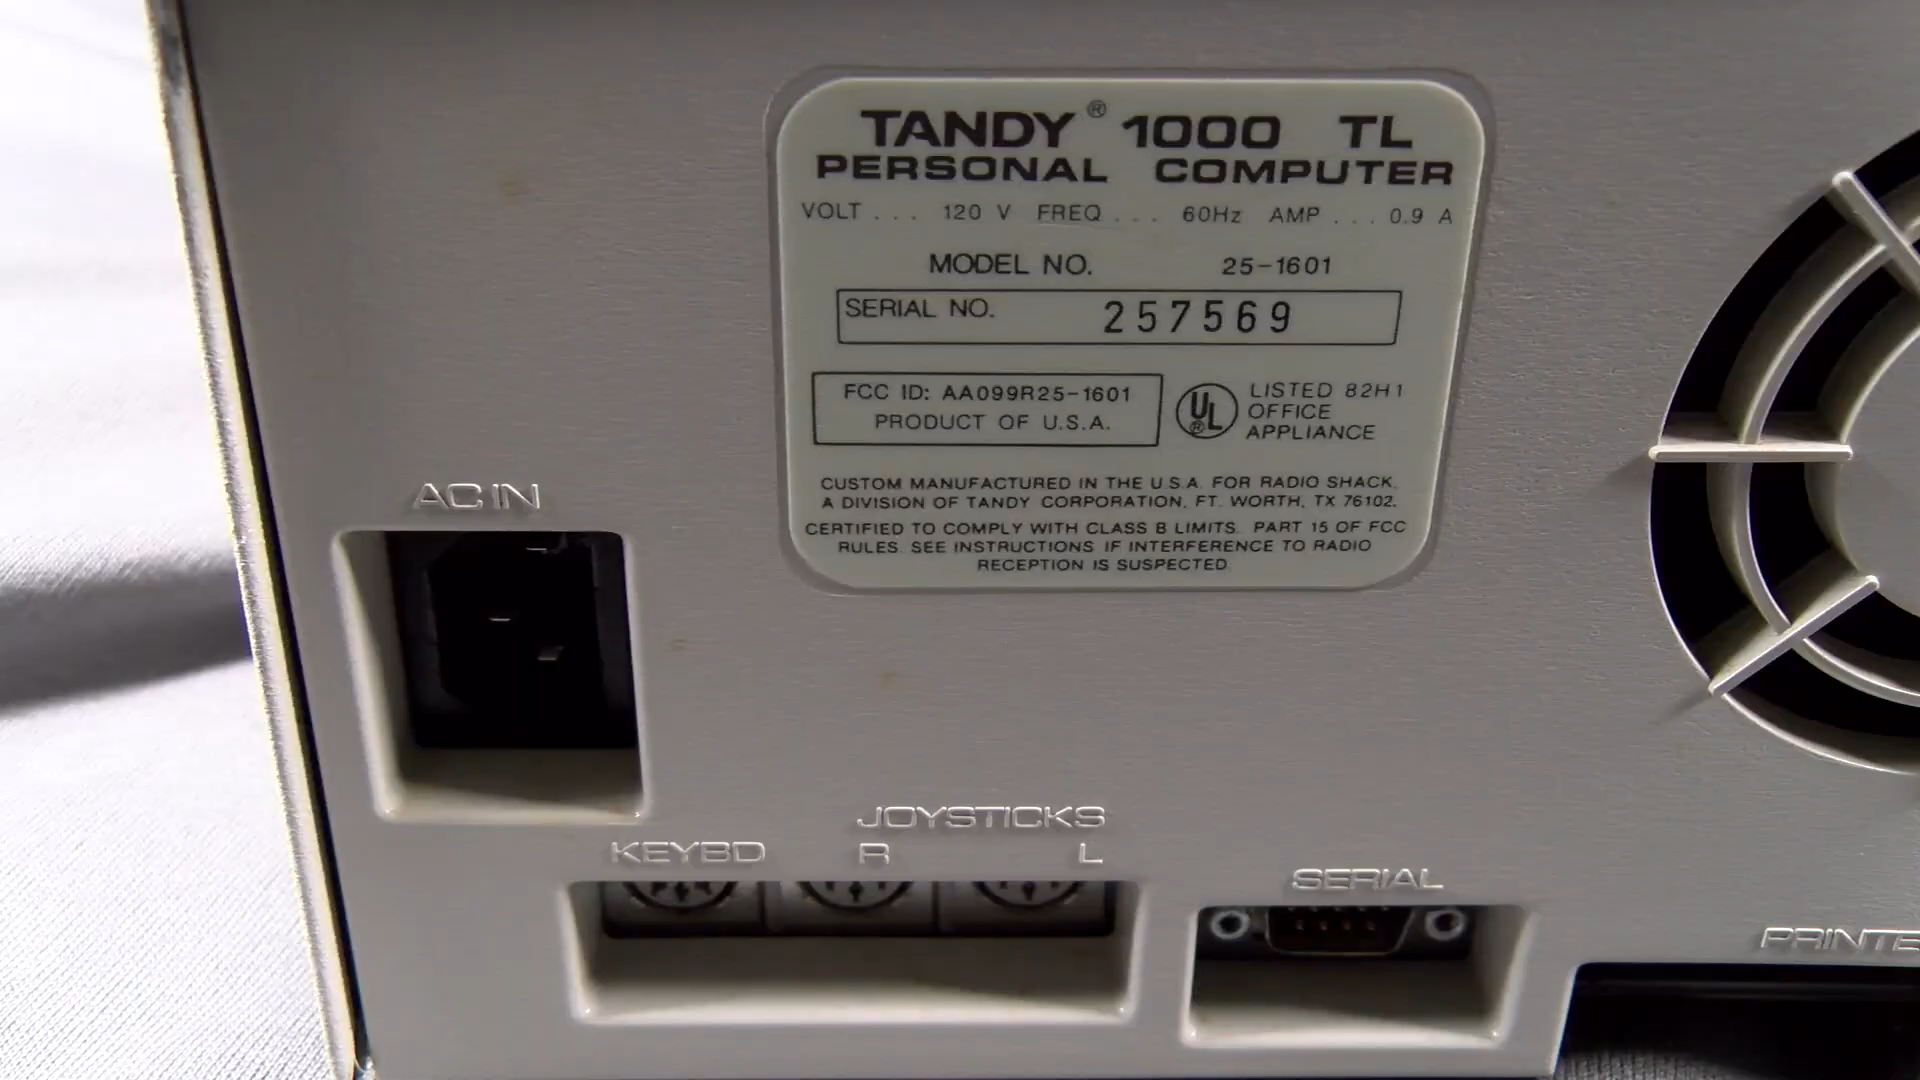 TANDY® 1000 TL
PERSONAL COMPUTER
VOLT ... 120 V FREQ ... 60Hz AMP ... 0.9 A
MODEL NO. 25-1601
SERIAL NO. 257569
FCC ID: AAO99R25-1601
PRODUCT OF U.S.A.
UL®
LISTED 82H1
OFFICE
APPLIANCE
CUSTOM MANUFACTURED IN THE U.S.A. FOR RADIO SHACK,
A DIVISION OF TANDY CORPORATION, FT. WORTH, TX 76102.
CERTIFIED TO COMPLY WITH CLASS B LIMITS. PART 15 OF FCC
RULES. SEE INSTRUCTIONS IF INTERFERENCE TO RADIO
RECEPTION IS SUSPECTED
AC IN
JOYSTICKS
KEYBD R L
SERIAL
PRINTE